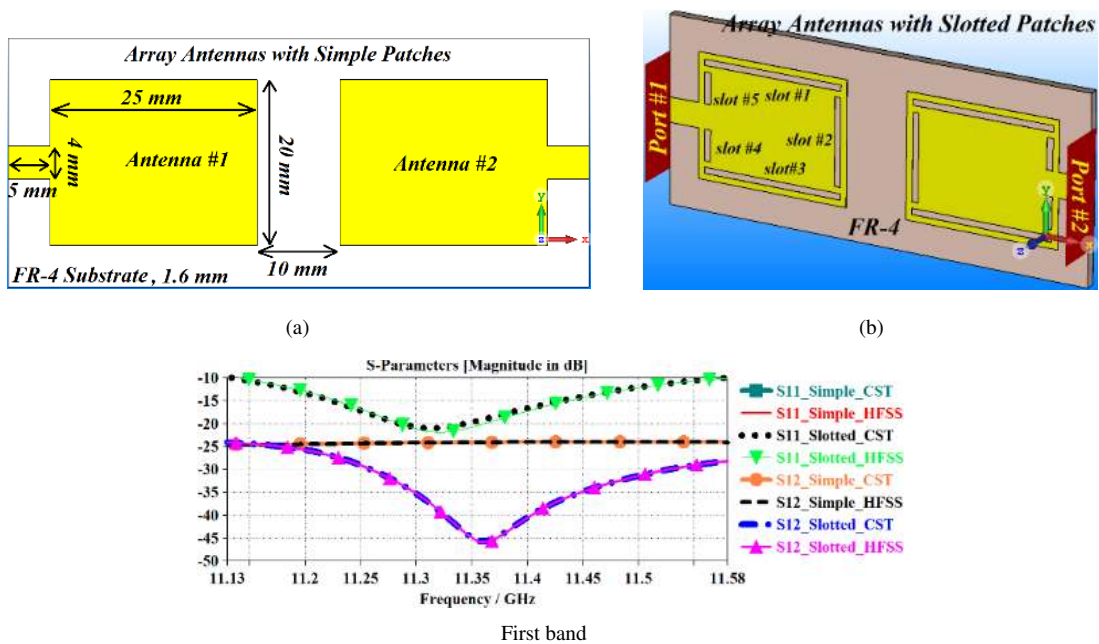 Array Antennas with Simple Patches
25 mm
20 mm
4 mm
5 mm
Antenna #1
Antenna #2
10 mm
FR-4 Substrate , 1.6 mm
y
z
x
(a)
Array Antennas with Slotted Patches
Port #1
slot #5
slot #1
slot #4
slot #2
slot#3
FR-4
Port #2
y
z
x
(b)
S-Parameters [Magnitude in dB]
-10
-15
-20
-25
-30
-35
-40
-45
-50
11.13
11.2
11.3
11.35
11.4
11.45
11.5
11.58
Frequency / GHz
S11_Simple_CST
S11_Simple_HFSS
S11_Slotted_CST
S11_Slotted_HFSS
S12_Simple_CST
S12_Simple_HFSS
S12_Slotted_CST
S12_Slotted_HFSS
First band